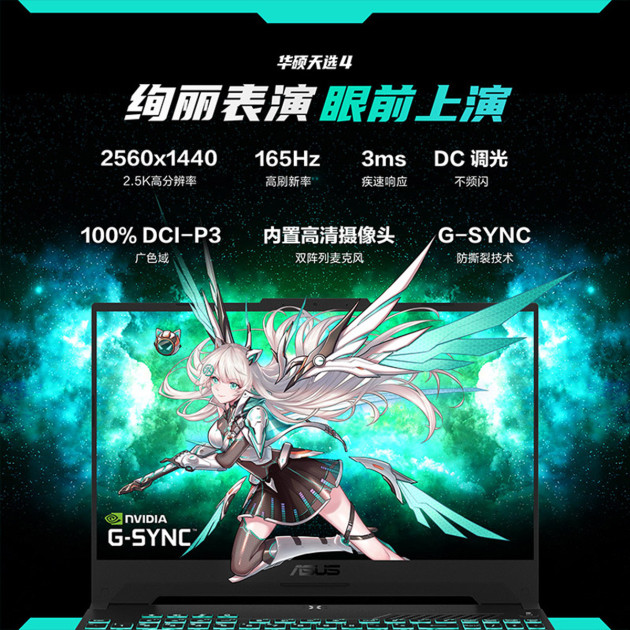 华硕天选4
绚丽表演 眼前上演
2560x1440 165Hz 3ms DC 调光
2.5K高分辨率 高刷新率 疾速响应 不频闪
100% DCI-P3 内置高清摄像头 G-SYNC
广色域 双阵列麦克风 防撕裂技术
NVIDIA
G-SYNC™
ASUS